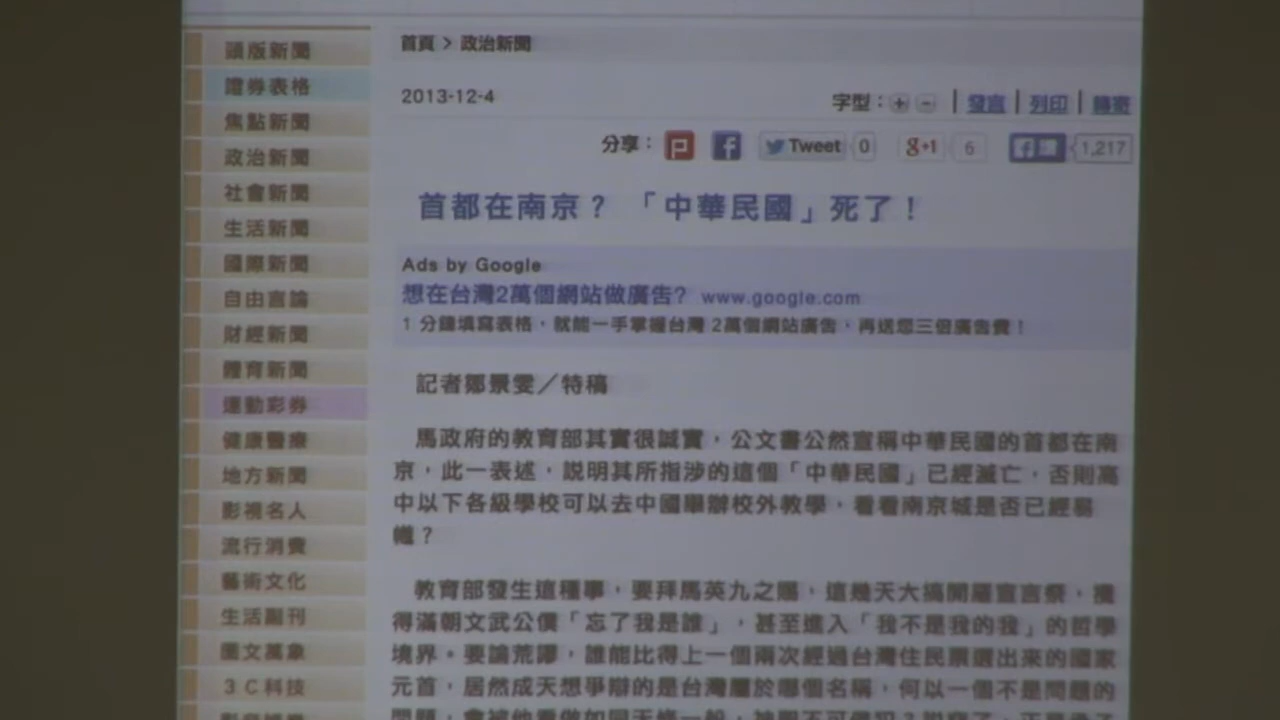 首頁 > 政治新聞
頭版新聞
證券表格
焦點新聞
政治新聞
社會新聞
生活新聞
國際新聞
自由言論
財經新聞
體育新聞
運動彩券
健康醫療
地方新聞
影視名人
流行消費
藝術文化
生活副刊
圖文萬象
3C科技
2013-12-4
字型：+ - | 發言 | 列印 | 轉寄
分享： Tweet 0 g+1 6 讚 1,217
首都在南京？「中華民國」死了！
Ads by Google
想在台灣2萬個網站做廣告? www.google.com
1 分鐘填寫表格，就能一手掌握台灣 2萬個網站廣告，再送您三個廣告費！
記者鄒景雯／特稿
馬政府的教育部其實很誠實，公文書公然宣稱中華民國的首都在南
京，此一表述，說明其所指涉的這個「中華民國」已經滅亡，否則高
中以下各級學校可以去中國舉辦校外教學，看看南京城是否已經易
幟？
教育部發生這種事，要拜馬英九之賜，這幾天大搞開羅宣言祭，攪
得滿朝文武公僕「忘了我是誰」，甚至進入「我不是我的我」的哲學
境界。要論荒謬，誰能比得上一個兩次經過台灣住民票選出來的國家
元首，居然成天想爭辯的是台灣屬於哪個名稱，何以一個不是問題的